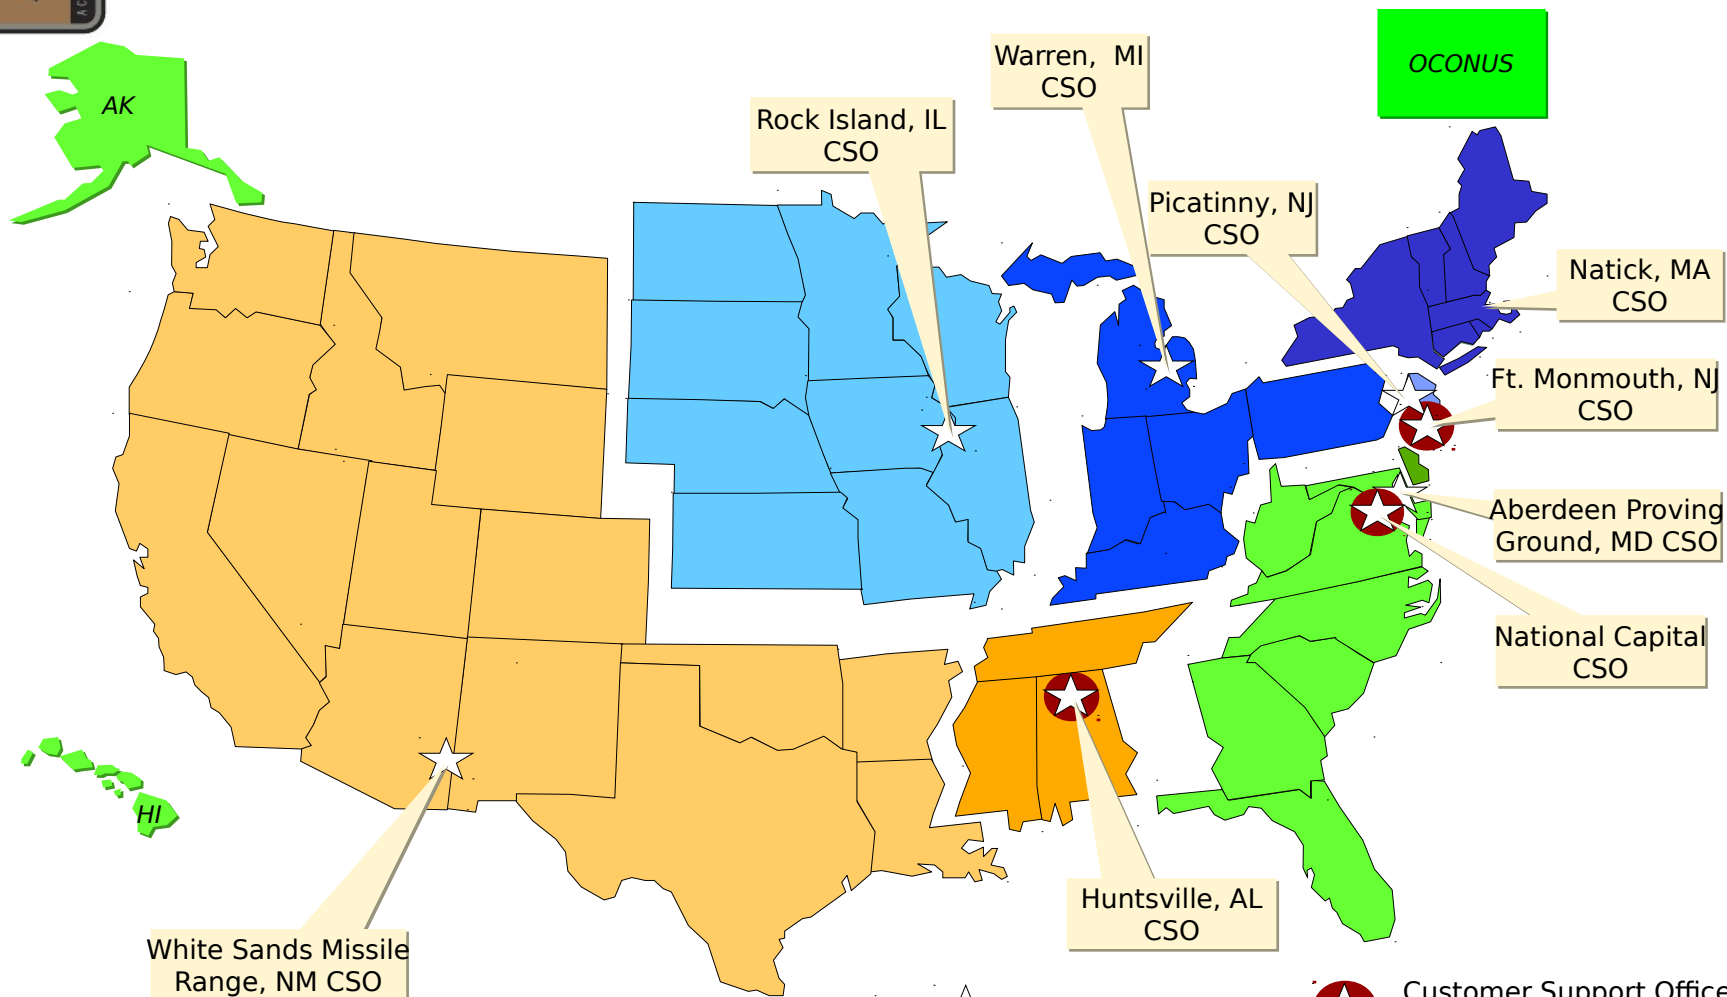 AC
AK
OCONUS
Warren, MI
CSO
Rock Island, IL
CSO
Picatinny, NJ
CSO
Natick, MA
CSO
Ft. Monmouth, NJ
CSO
Aberdeen Proving
Ground, MD CSO
National Capital
CSO
HI
Huntsville, AL
CSO
White Sands Missile
Range, NM CSO
Customer Support Office